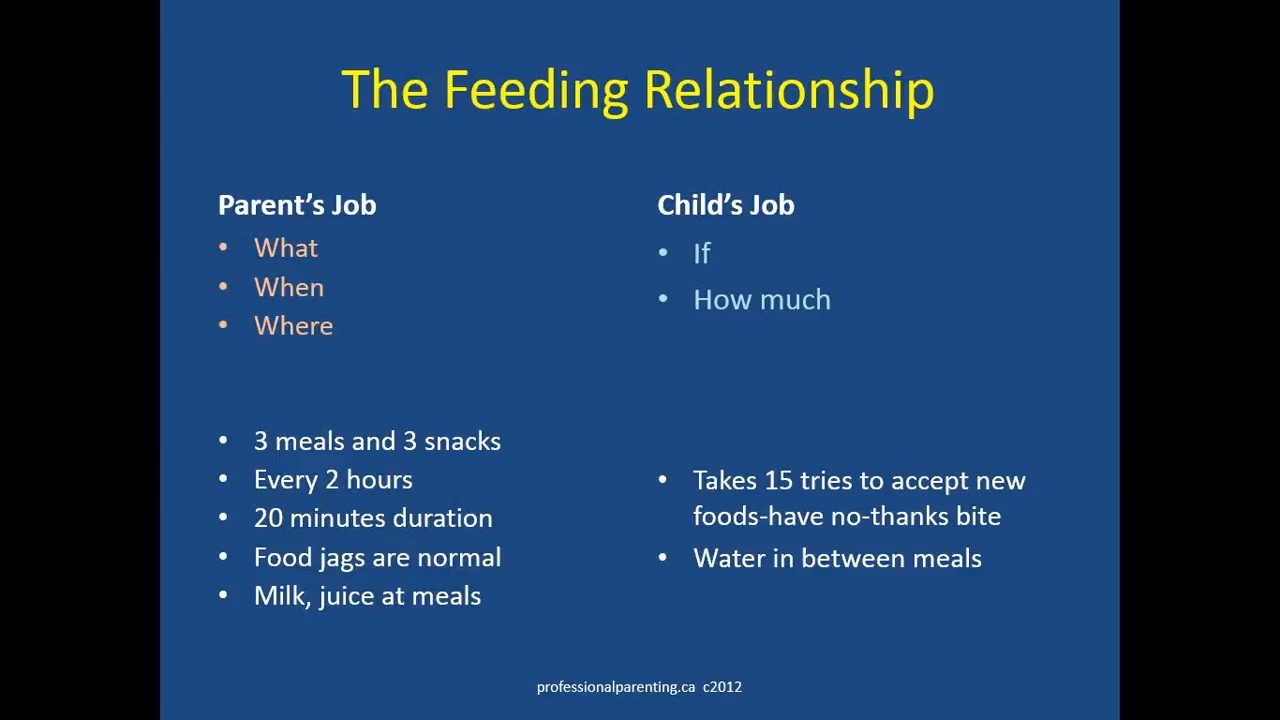 The Feeding Relationship
Parent’s Job
• What
• When
• Where
• 3 meals and 3 snacks
• Every 2 hours
• 20 minutes duration
• Food jags are normal
• Milk, juice at meals
Child’s Job
• If
• How much
• Takes 15 tries to accept new
foods-have no-thanks bite
• Water in between meals
professionalparenting.ca c2012